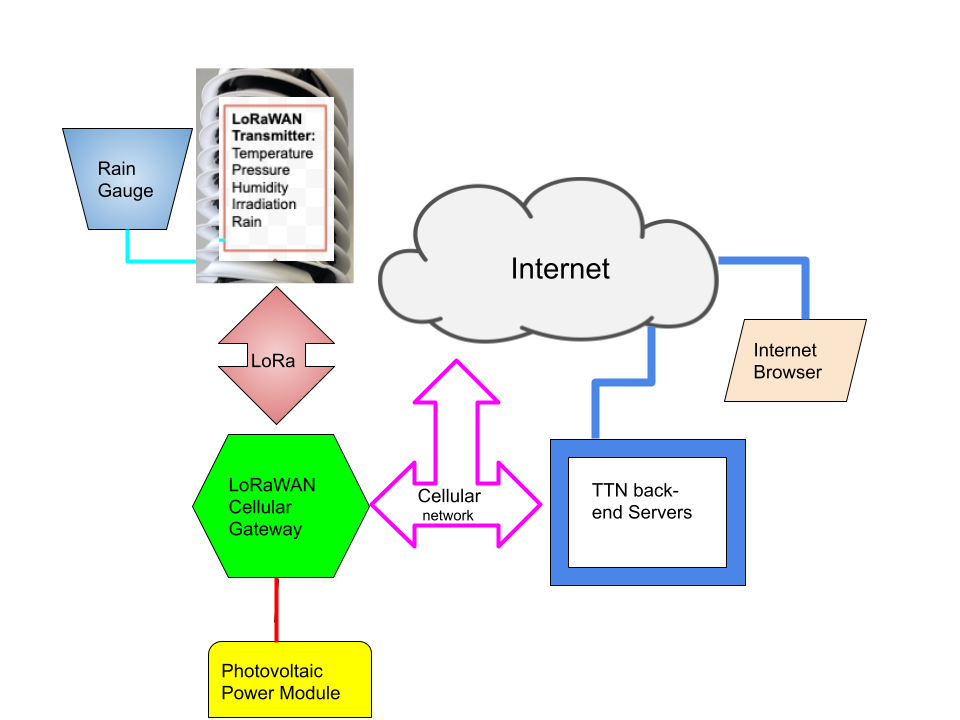 LoRaWAN
Transmitter:
Temperature
Pressure
Humidity
Irradiation
Rain
Rain
Gauge
Internet
Internet
Browser
LoRa
LoRaWAN
Cellular
Gateway
Cellular
network
TTN back-
end Servers
Photovoltaic
Power Module